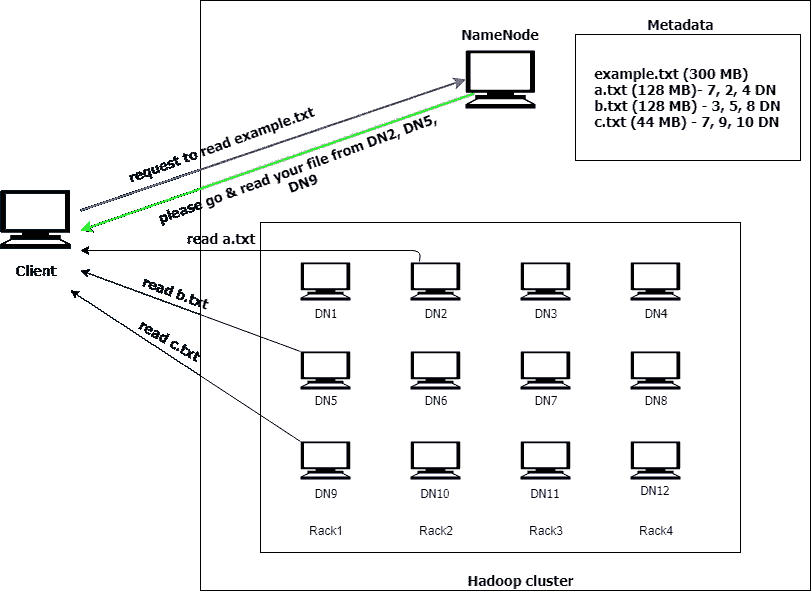 Metadata
NameNode
example.txt (300 MB)
a.txt (128 MB)- 7, 2, 4 DN
b.txt (128 MB) - 3, 5, 8 DN
c.txt (44 MB) - 7, 9, 10 DN
request to read example.txt
please go & read your file from DN2, DN5,
DN9
Client
read a.txt
read b.txt
read c.txt
DN1 DN2 DN3 DN4
DN5 DN6 DN7 DN8
DN9 DN10 DN11 DN12
Rack1 Rack2 Rack3 Rack4
Hadoop cluster